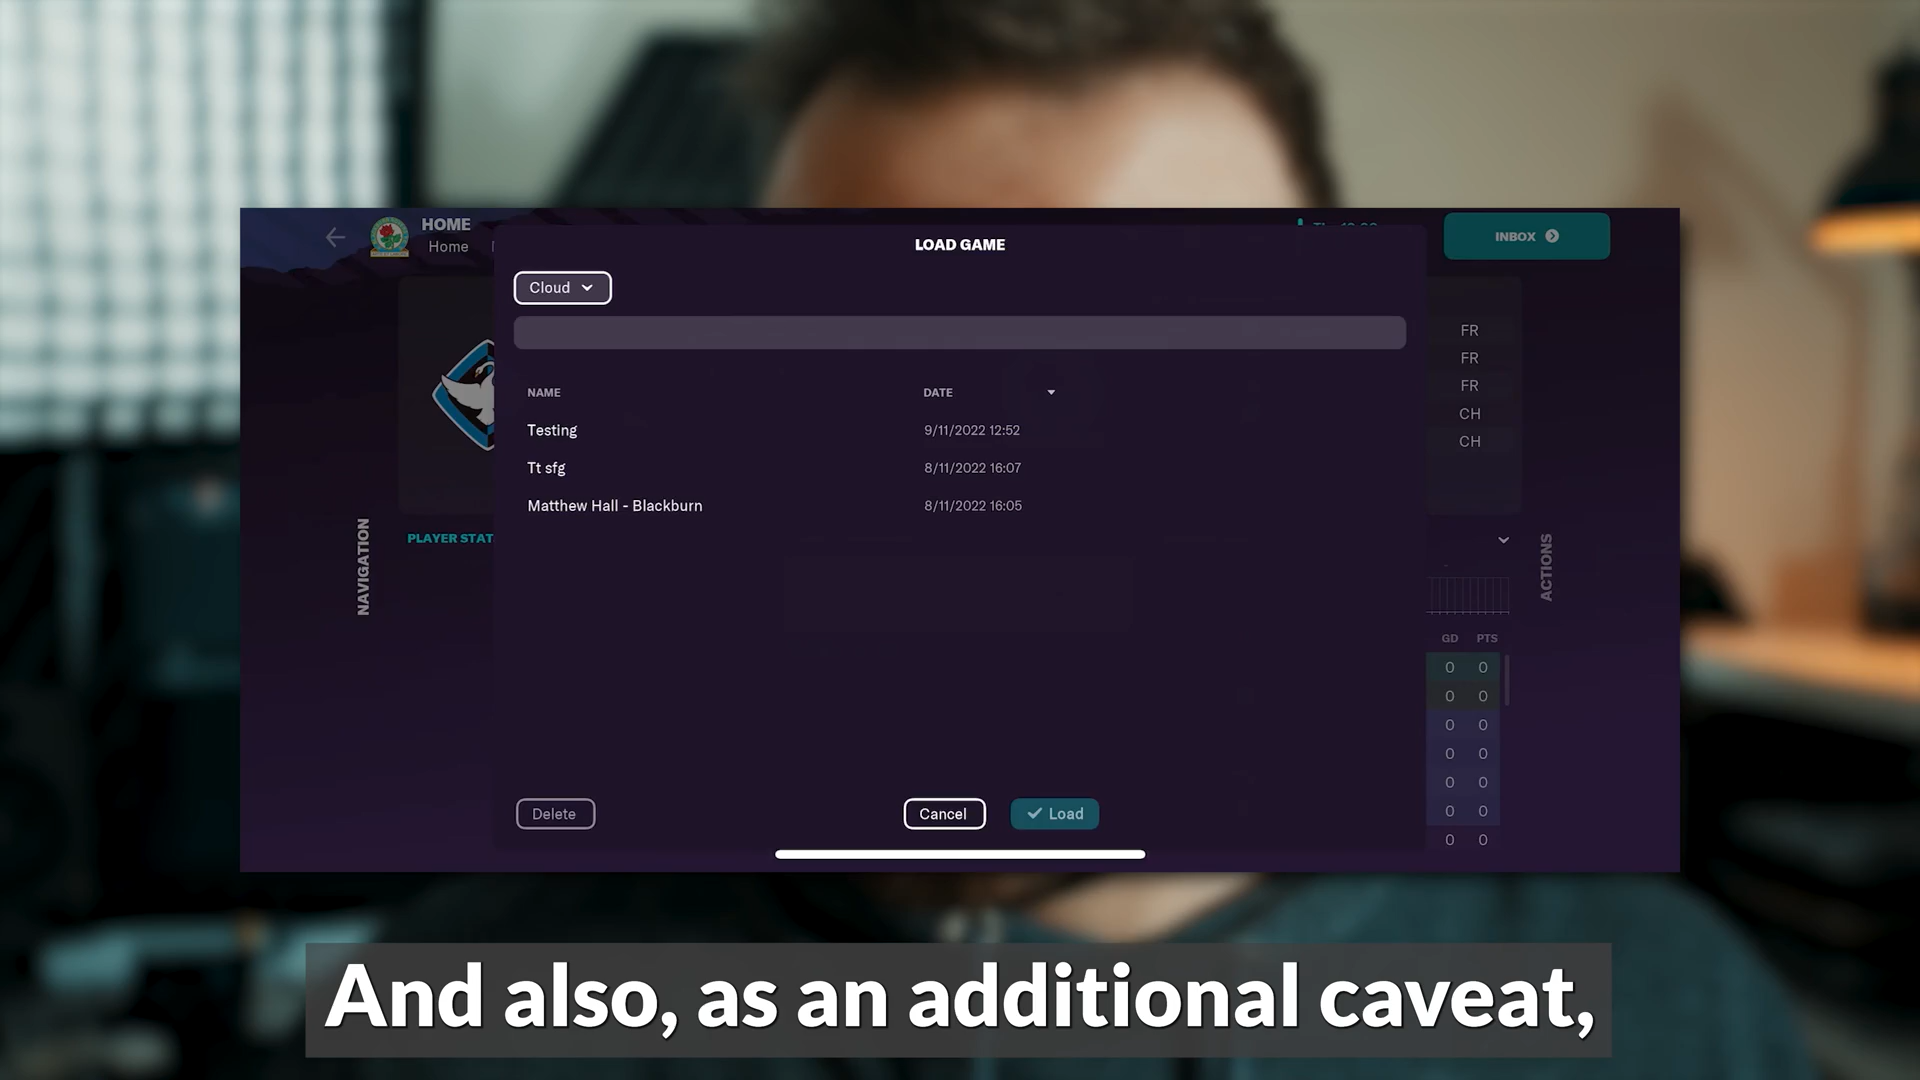 HOME
Home
INBOX
LOAD GAME
Cloud
NAME DATE
Testing 9/11/2022 12:52
Tt sfg 8/11/2022 16:07
Matthew Hall - Blackburn 8/11/2022 16:05
FR
FR
FR
CH
CH
NAVIGATION
PLAYER STAT
ACTIONS
GD PTS
0 0
0 0
0 0
0 0
0 0
0 0
0 0
Delete
Cancel
Load
And also, as an additional caveat,